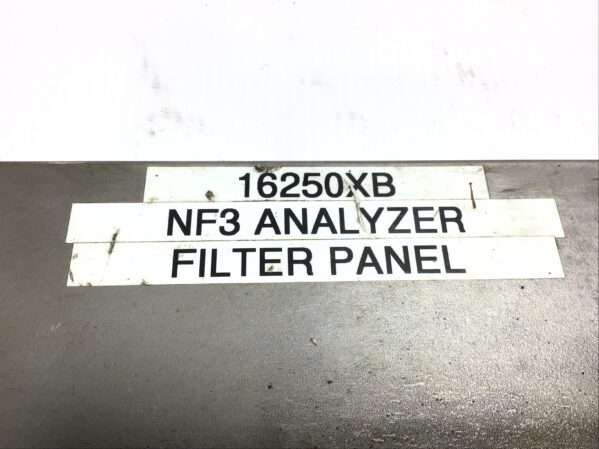 16250XB
NF3 ANALYZER
FILTER PANEL